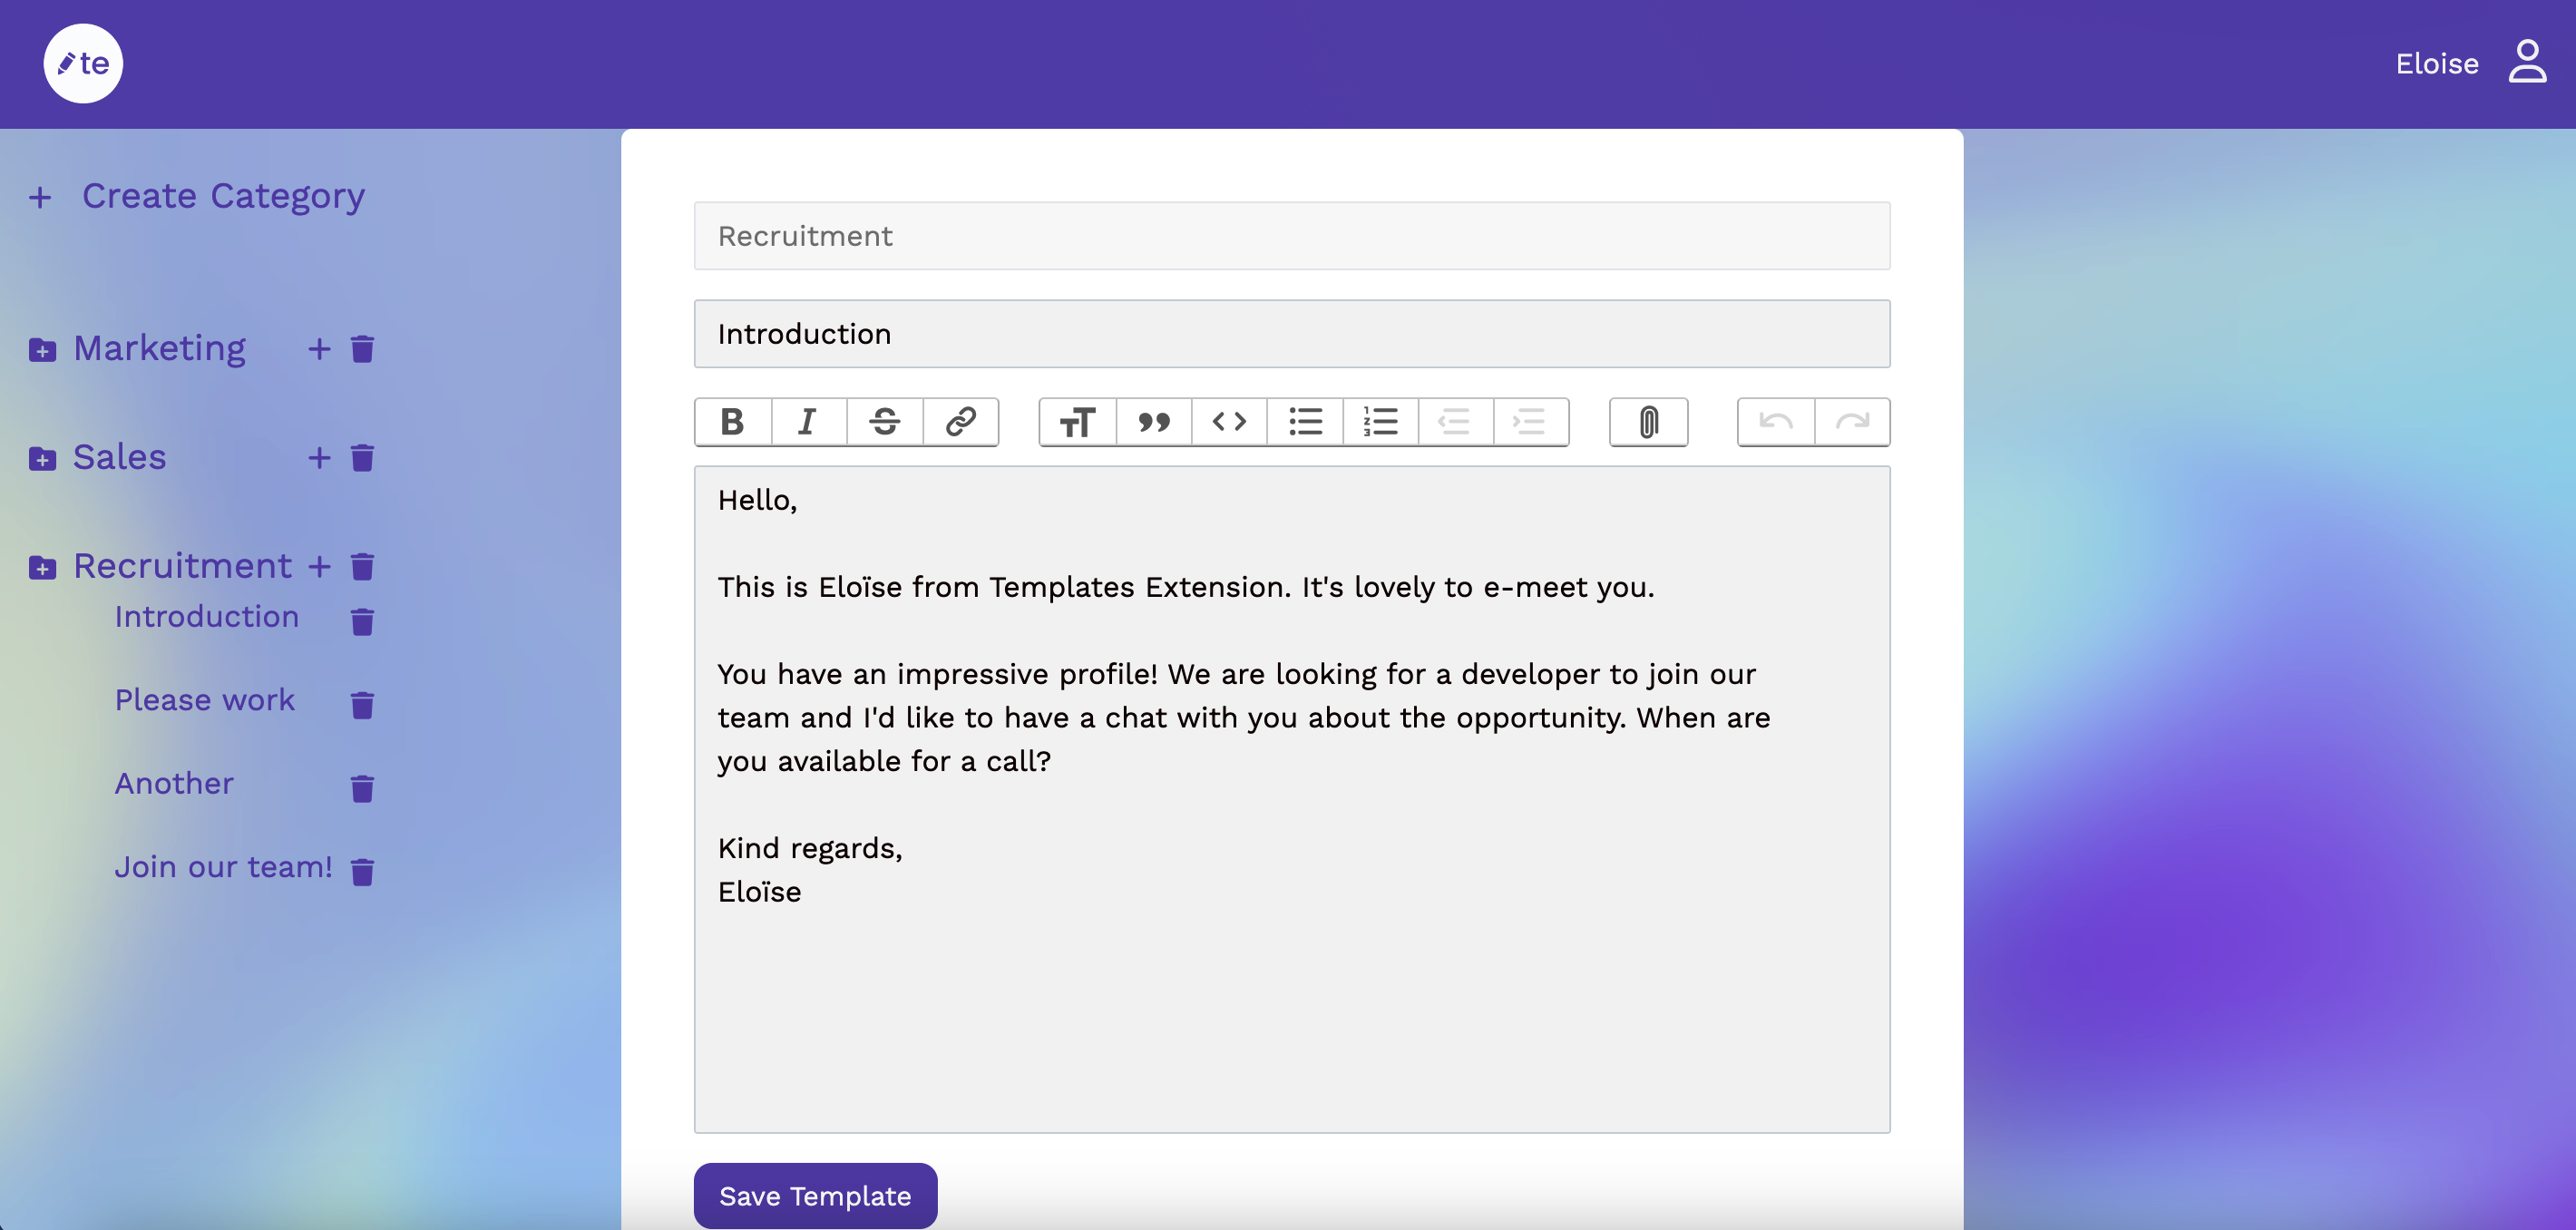 te
Eloise
+ Create Category
Marketing +
Sales +
Recruitment +
Introduction
Please work
Another
Join our team!
Recruitment
Introduction
B I S
Hello,
This is Eloïse from Templates Extension. It's lovely to e-meet you.
You have an impressive profile! We are looking for a developer to join our
team and I'd like to have a chat with you about the opportunity. When are
you available for a call?
Kind regards,
Eloïse
Save Template